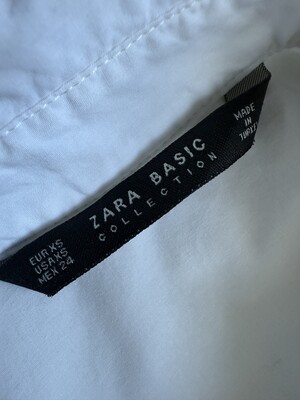 ZARA BASIC
COLLECTION
EUR XS
USA XS
MEX 24
MADE
IN